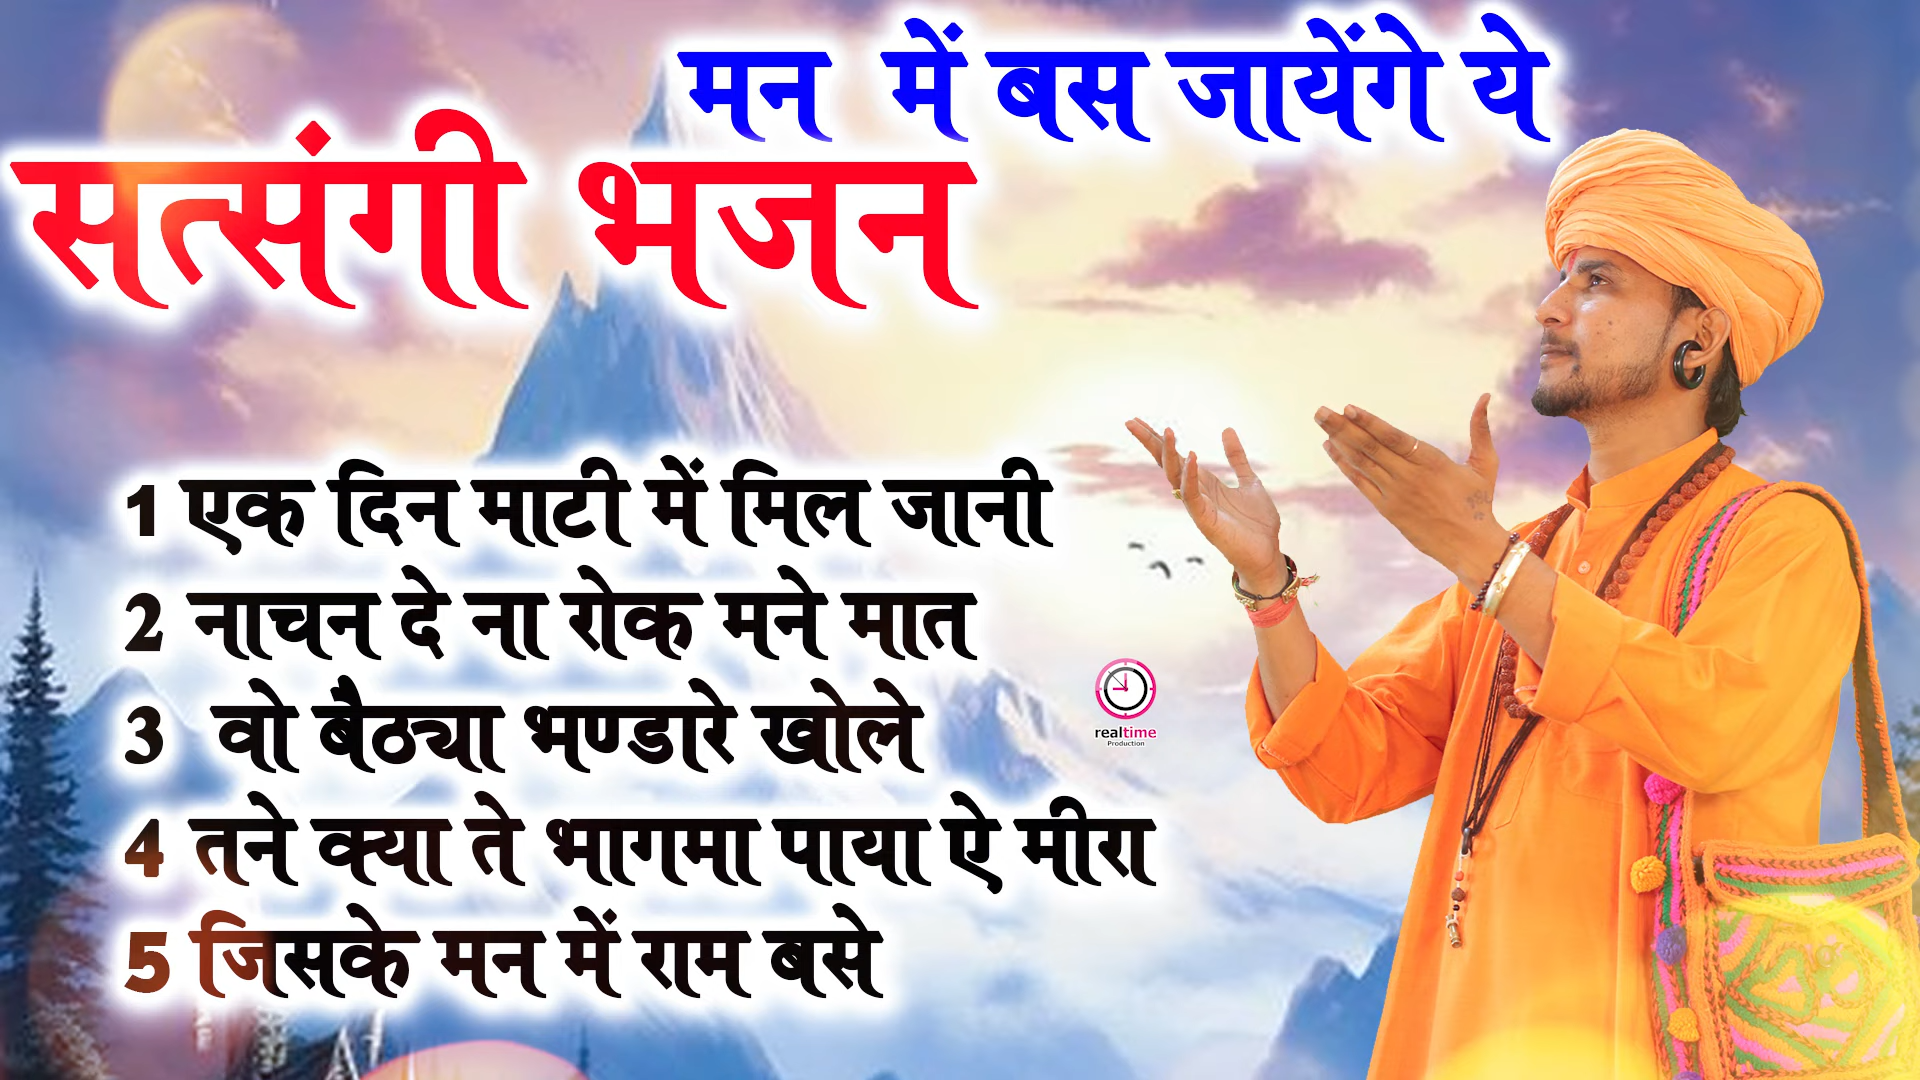 मन में बस जायेंगे ये
सत्संगी भजन
1 एक दिन माटी में मिल जानी
2 नाचन दे ना रोक मने मात
3 वो बैठ्या भण्डारे खोले
4 तने क्या ते भागमा पाया ऐ मीरा
5 जिसके मन में राम बसे
realtime
Production